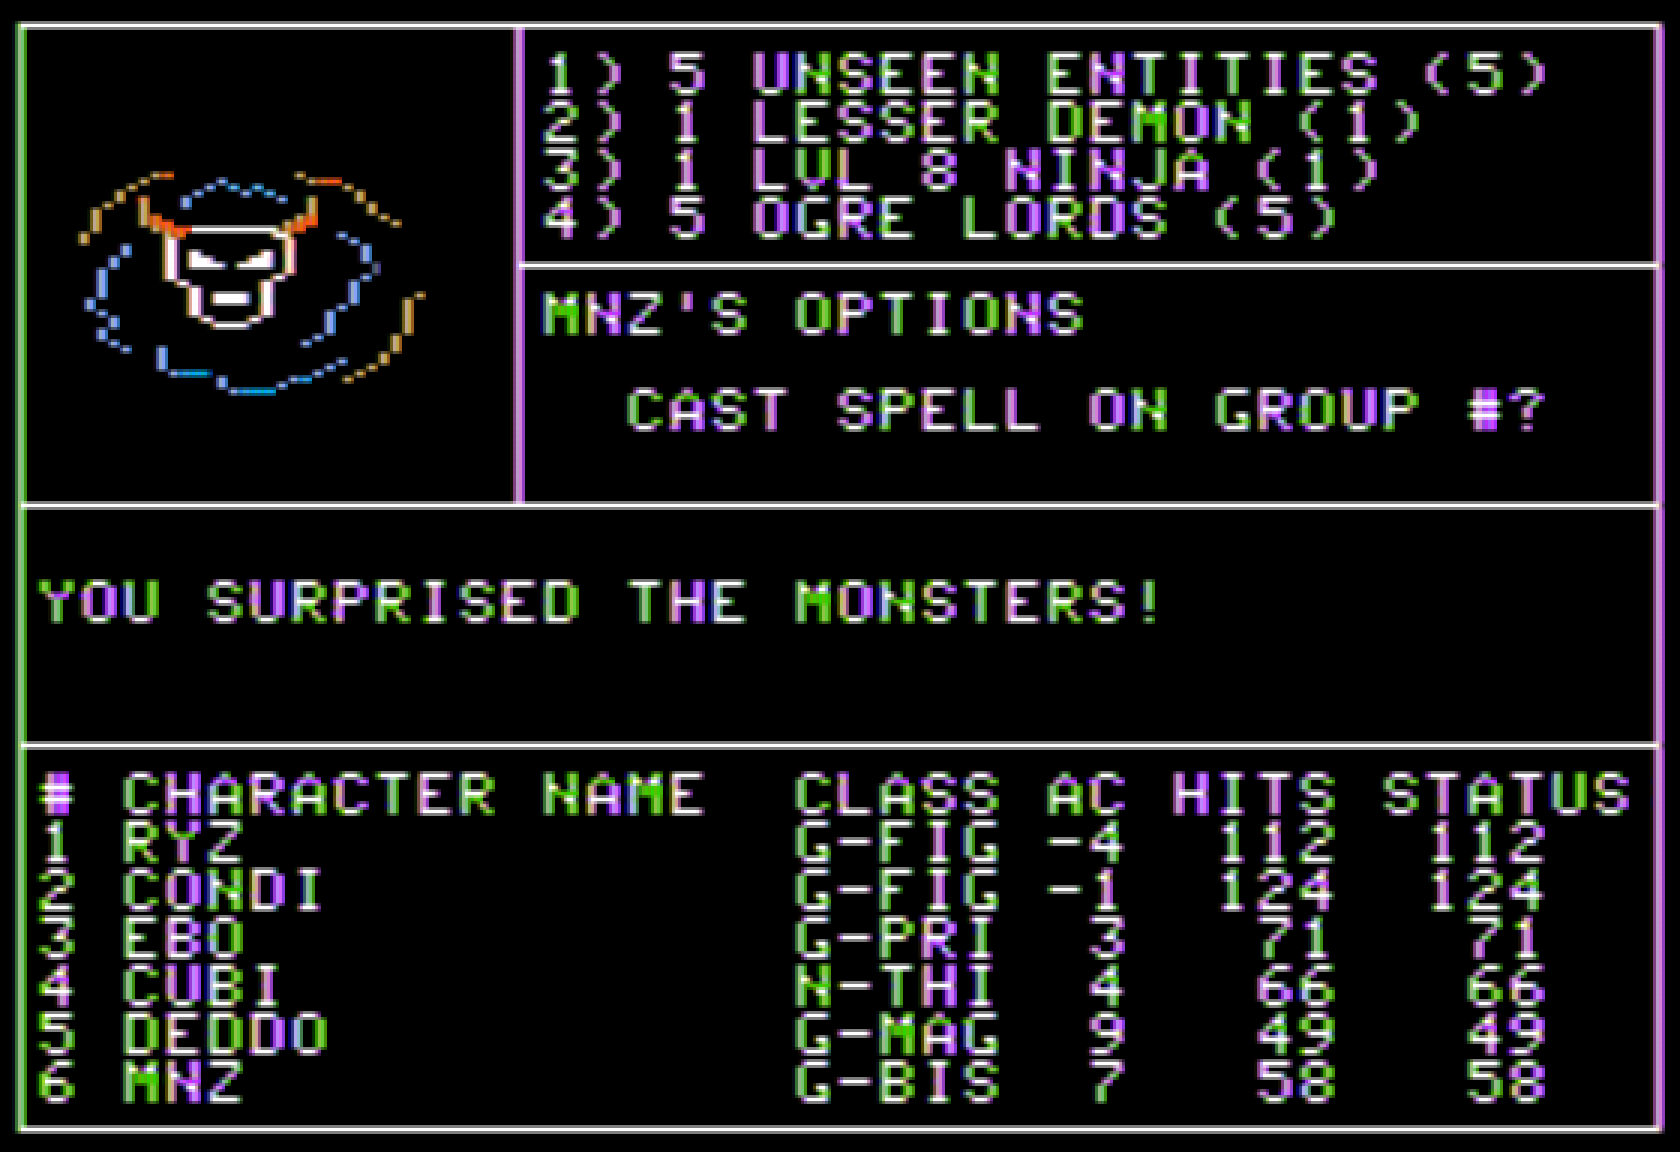 1) 5 UNSEEN ENTITIES (5)
2) 1 LESSER DEMON (1)
3) 1 LVL 8 NINJA (1)
4) 5 OGRE LORDS (5)
MNZ'S OPTIONS
CAST SPELL ON GROUP #?
YOU SURPRISED THE MONSTERS!
# CHARACTER NAME CLASS AC HITS STATUS
1 RYZ G-FIG -4 112 112
2 CONDI G-FIG -1 124 124
3 EBO G-PRI 3 71 71
4 CUBI N-THI 4 66 66
5 DEDDO G-MAG 9 49 49
6 MNZ G-BIS 7 58 58